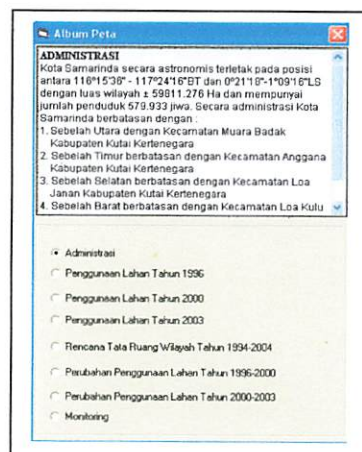 Album Peta
ADMINISTRASI
Kota Samarinda secara astronomis terletak pada posisi
antara 116°15'36" - 117°24'16"BT dan 0°21'18"-1°09'16"LS
dengan luas wilayah ± 59811.276 Ha dan mempunyai
jumlah penduduk 579.933 jiwa. Secara administrasi Kota
Samarinda berbatasan dengan :
1. Sebelah Utara dengan Kecamatan Muara Badak
Kabupaten Kutai Kertenegara
2. Sebelah Timur berbatasan dengan Kecamatan Anggana
Kabupaten Kutai Kertenegara
3. Sebelah Selatan berbatasan dengan Kecamatan Loa
Janan Kabupaten Kutai Kertenegara
4. Sebelah Barat berbatasan dengan Kecamatan Loa Kulu
Administrasi
Penggunaan Lahan Tahun 1996
Penggunaan Lahan Tahun 2000
Penggunaan Lahan Tahun 2003
Rencana Tata Ruang Wilayah Tahun 1994-2004
Perubahan Penggunaan Lahan Tahun 1996-2000
Perubahan Penggunaan Lahan Tahun 2000-2003
Monitoring